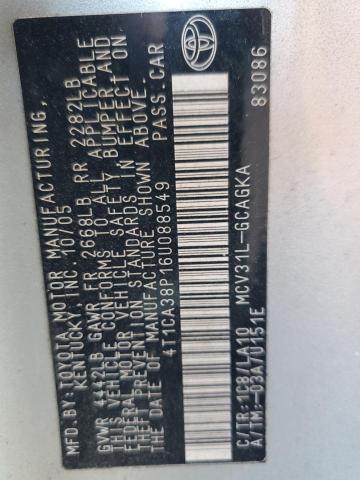 MFD.BY:TOYOTA MOTOR MANUFACTURING,
KENTUCKY, INC 10/05
GVWR 4442LB GAWR FR 2668LB RR 2282LB
THIS VEHICLE CONFORMS TO ALL APPLICABLE
FEDERAL MOTOR VEHICLE SAFETY, BUMPER, AND
THEFT PREVENTION STANDARDS IN EFFECT ON
THE DATE OF MANUFACTURE SHOWN ABOVE.
4T1CA38P16U088549 PASS.CAR
C/TR: 1C8/LA10 MCV31L-GCAGKA
A/TM:-03A/U151E 83086